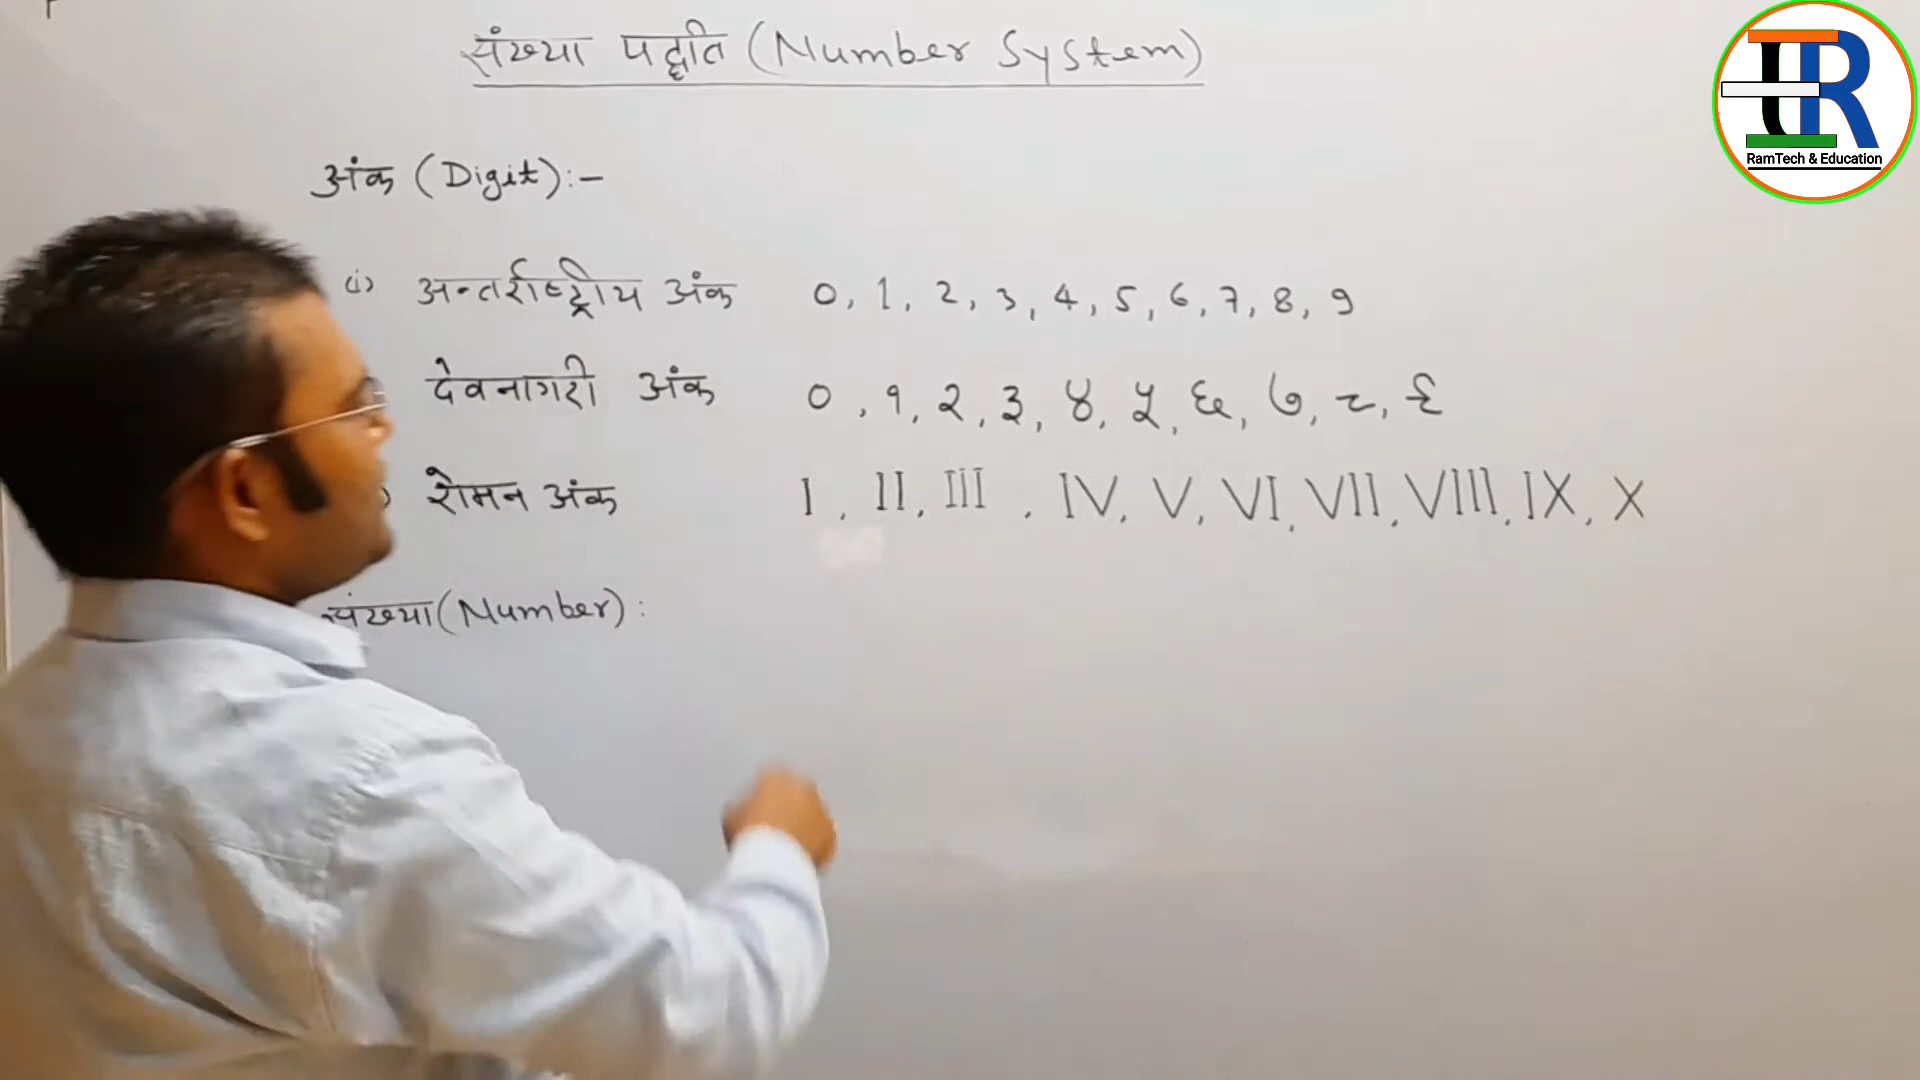 संख्या पद्धति (Number System)
अंक (Digit):-
(i) अन्तर्राष्ट्रीय अंक 0, 1, 2, 3, 4, 5, 6, 7, 8, 9
देवनागरी अंक ०, १, २, ३, ४, ५, ६, ७, ८, ९
रोमन अंक I, II, III, IV, V, VI, VII, VIII, IX, X
संख्या (Number):
TR
RamTech & Education